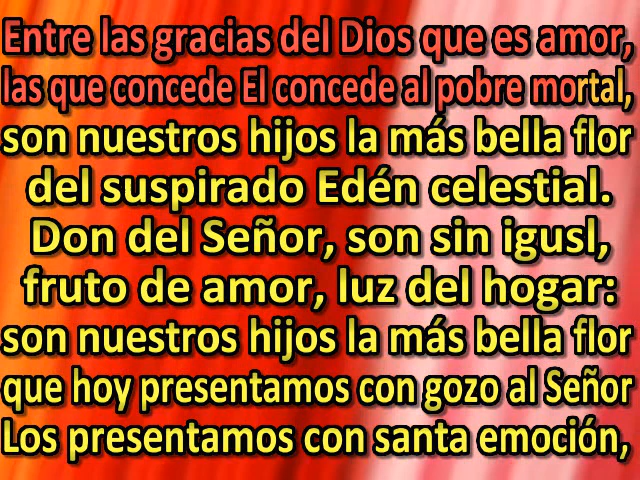 Entre las gracias del Dios que es amor,
las que concede El concede al pobre mortal,
son nuestros hijos la más bella flor
del suspirado Edén celestial.
Don del Señor, son sin igusl,
fruto de amor, luz del hogar:
son nuestros hijos la más bella flor
que hoy presentamos con gozo al Señor
Los presentamos con santa emoción,